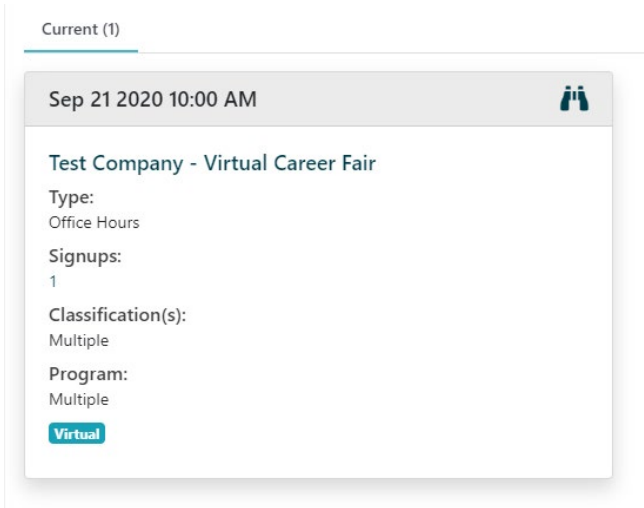 Current (1)
Sep 21 2020 10:00 AM
Test Company - Virtual Career Fair
Type:
Office Hours
Signups:
1
Classification(s):
Multiple
Program:
Multiple
Virtual